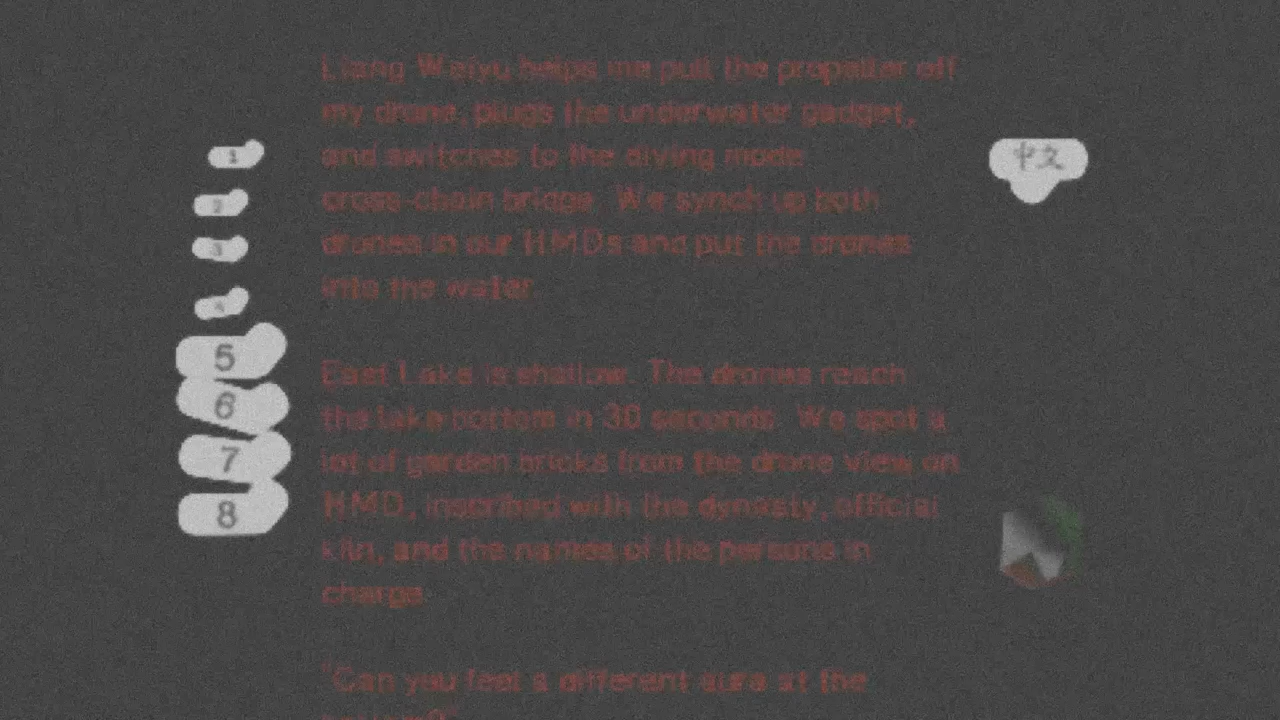 Liang Weiyu helps me pull the propeller off
my drone, plugs the underwater gadget,
and switches to the diving mode
cross-chain bridge. We synch up both
drones in our HMDs and put the drones
into the water.
East Lake is shallow. The drones reach
the lake bottom in 30 seconds. We spot a
lot of garden bricks from the drone view on
HMD, inscribed with the dynasty, official
kiln, and the names of the persons in
charge.
"Can you feel a different aura at the
bottom?"
1
2
3
4
5
6
7
8
中文